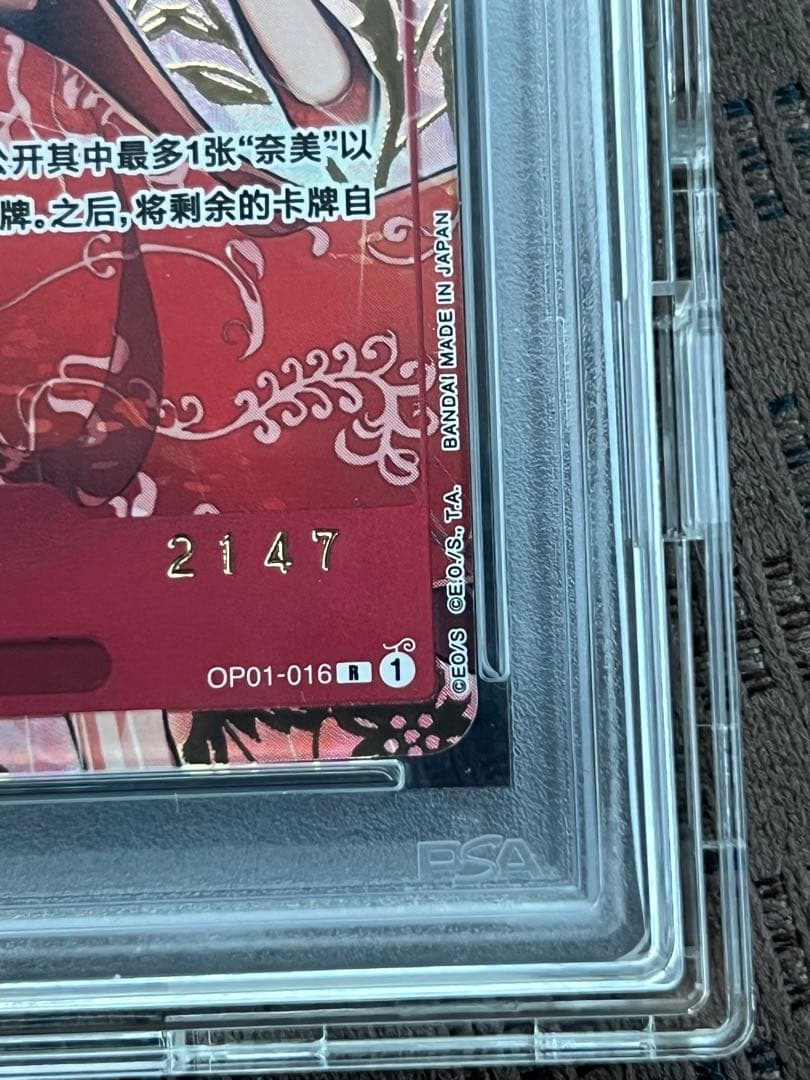 公开其中最多1张“奈美”以
牌。之后,将剩余的卡牌自
BANDAI MADE IN JAPAN
©EO/S ©E.O./S., T.A.
2147
OP01-016 R 1
PSA